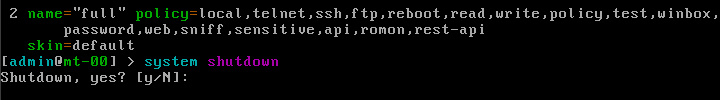 2 name="full" policy=local,telnet,ssh,ftp,reboot,read,write,policy,test,winbox,
password,web,sniff,sensitive,api,romon,rest-api
skin=default
[admin@mt-00] > system shutdown
Shutdown, yes? [y/N]: